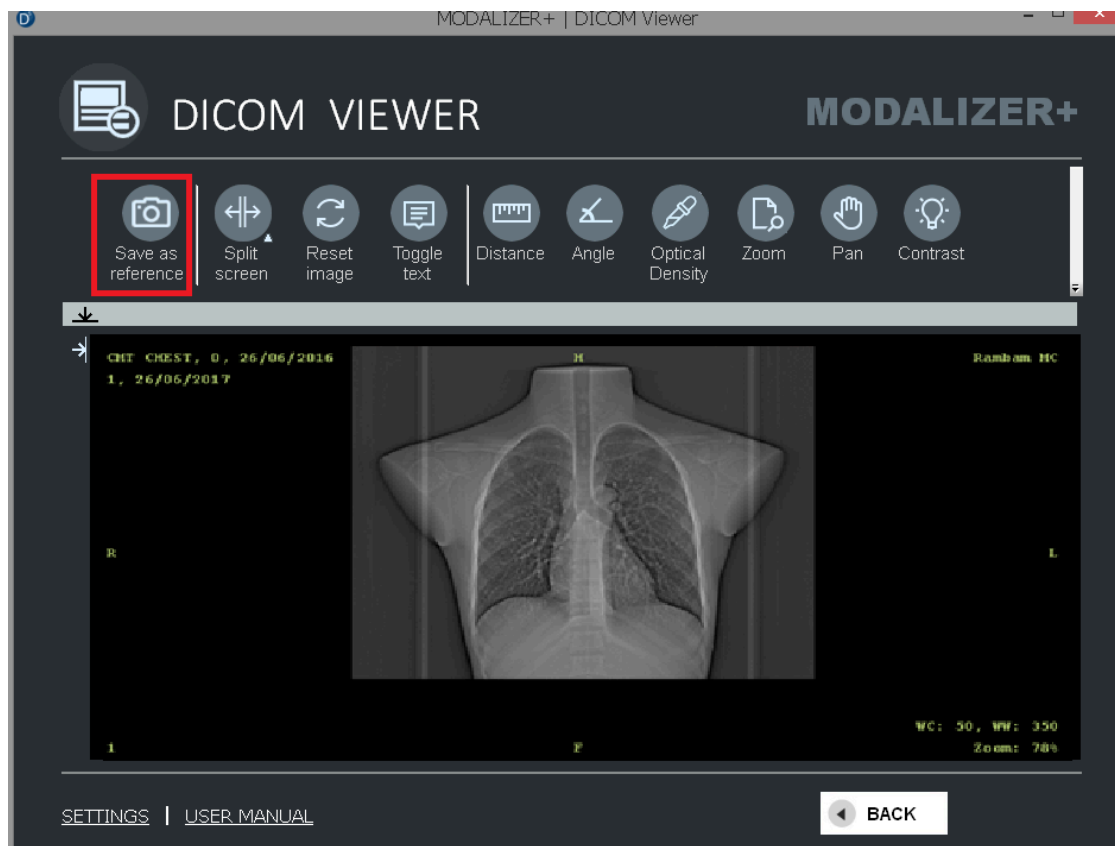 MODALIZER+ | DICOM Viewer
DICOM VIEWER
MODALIZER+
Save as
reference
Split
screen
Reset
image
Toggle
text
Distance
Angle
Optical
Density
Zoom
Pan
Contrast
CMT CHEST, 0, 26/06/2016
1, 26/06/2017
H
Rambam MC
R
L
WC: 50, WW: 350
1
F
Zoom: 78%
SETTINGS | USER MANUAL
BACK